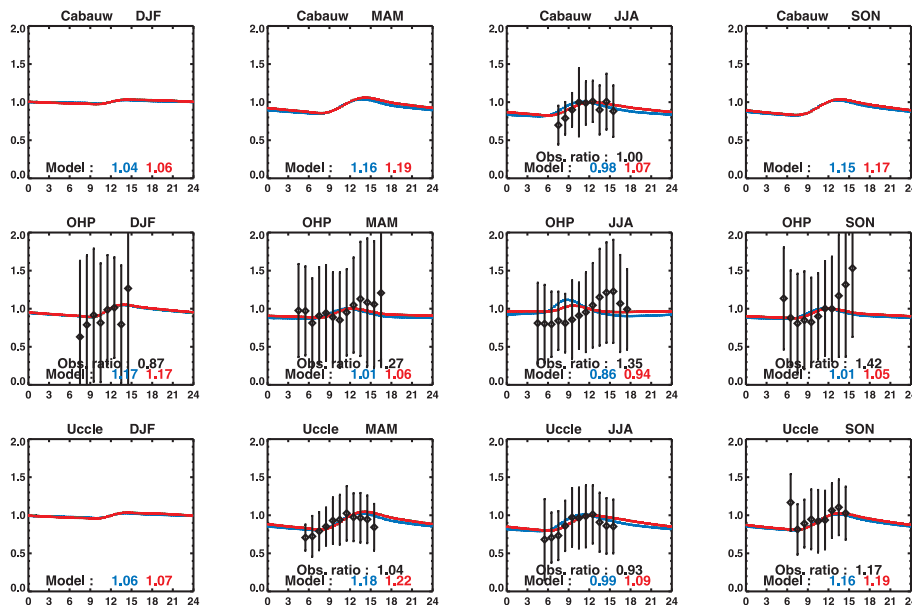 Cabauw DJF
2.0
1.5
1.0
0.5
0.0
Model : 1.04 1.06
0 3 6 9 12 15 18 21 24
Cabauw MAM
2.0
1.5
1.0
0.5
0.0
Model : 1.16 1.19
0 3 6 9 12 15 18 21 24
Cabauw JJA
2.0
1.5
1.0
0.5
0.0
Obs. ratio : 1.00
Model : 0.98 1.07
0 3 6 9 12 15 18 21 24
Cabauw SON
2.0
1.5
1.0
0.5
0.0
Model : 1.15 1.17
0 3 6 9 12 15 18 21 24
OHP DJF
2.0
1.5
1.0
0.5
0.0
Obs. ratio : 0.87
Model : 1.17 1.17
0 3 6 9 12 15 18 21 24
OHP MAM
2.0
1.5
1.0
0.5
0.0
Obs. ratio : 1.27
Model : 1.01 1.06
0 3 6 9 12 15 18 21 24
OHP JJA
2.0
1.5
1.0
0.5
0.0
Obs. ratio : 1.35
Model : 0.86 0.94
0 3 6 9 12 15 18 21 24
OHP SON
2.0
1.5
1.0
0.5
0.0
Obs. ratio : 1.42
Model : 1.01 1.05
0 3 6 9 12 15 18 21 24
Uccle DJF
2.0
1.5
1.0
0.5
0.0
Model : 1.06 1.07
0 3 6 9 12 15 18 21 24
Uccle MAM
2.0
1.5
1.0
0.5
0.0
Obs. ratio : 1.04
Model : 1.18 1.22
0 3 6 9 12 15 18 21 24
Uccle JJA
2.0
1.5
1.0
0.5
0.0
Obs. ratio : 0.93
Model : 0.99 1.09
0 3 6 9 12 15 18 21 24
Uccle SON
2.0
1.5
1.0
0.5
0.0
Obs. ratio : 1.17
Model : 1.16 1.19
0 3 6 9 12 15 18 21 24